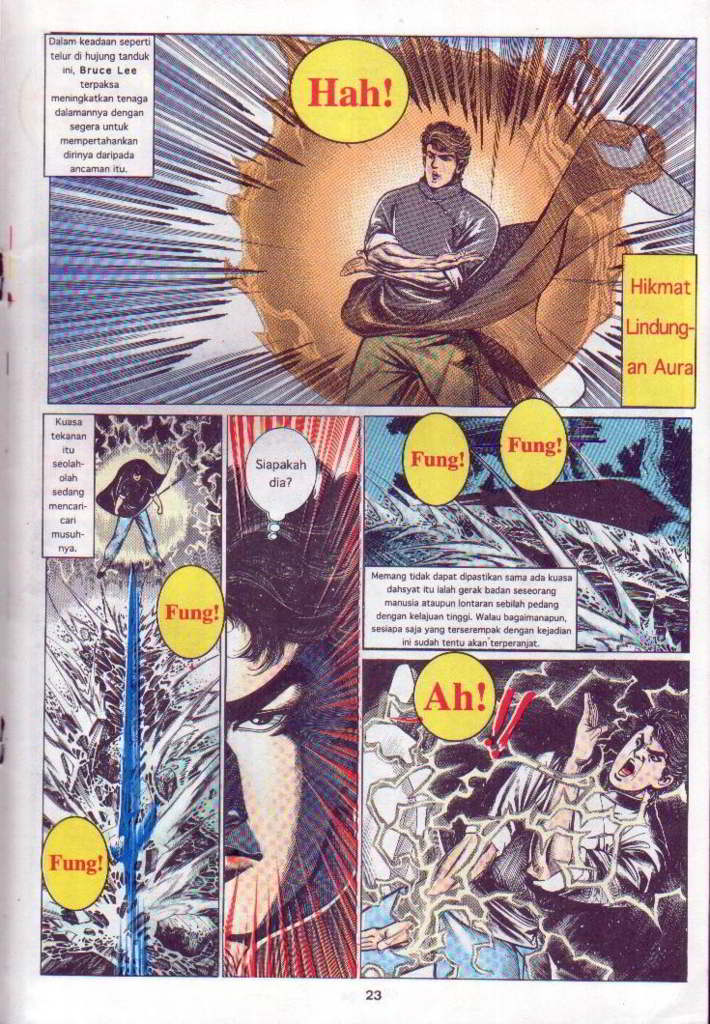 Dalam keadaan seperti
telur di hujung tanduk
ini, Bruce Lee
terpaksa
meningkatkan tenaga
dalamannya dengan
segera untuk
mempertahankan
dirinya daripada
ancaman itu.
Hah!
Hikmat
Lindung-
an Aura
Kuasa
tekanan
itu
seolah-
olah
sedang
mencari-
cari
musuh-
nya.
Fung!
Fung!
Siapakah
dia?
Fung!
Fung!
Memang tidak dapat dipastikan sama ada kuasa
dahsyat itu ialah gerak badan seseorang
manusia ataupun lontaran sebilah pedang
dengan kelajuan tinggi. Walau bagaimanapun,
sesiapa saja yang terserempak dengan kejadian
ini sudah tentu akan terperanjat.
Ah!
!!
23